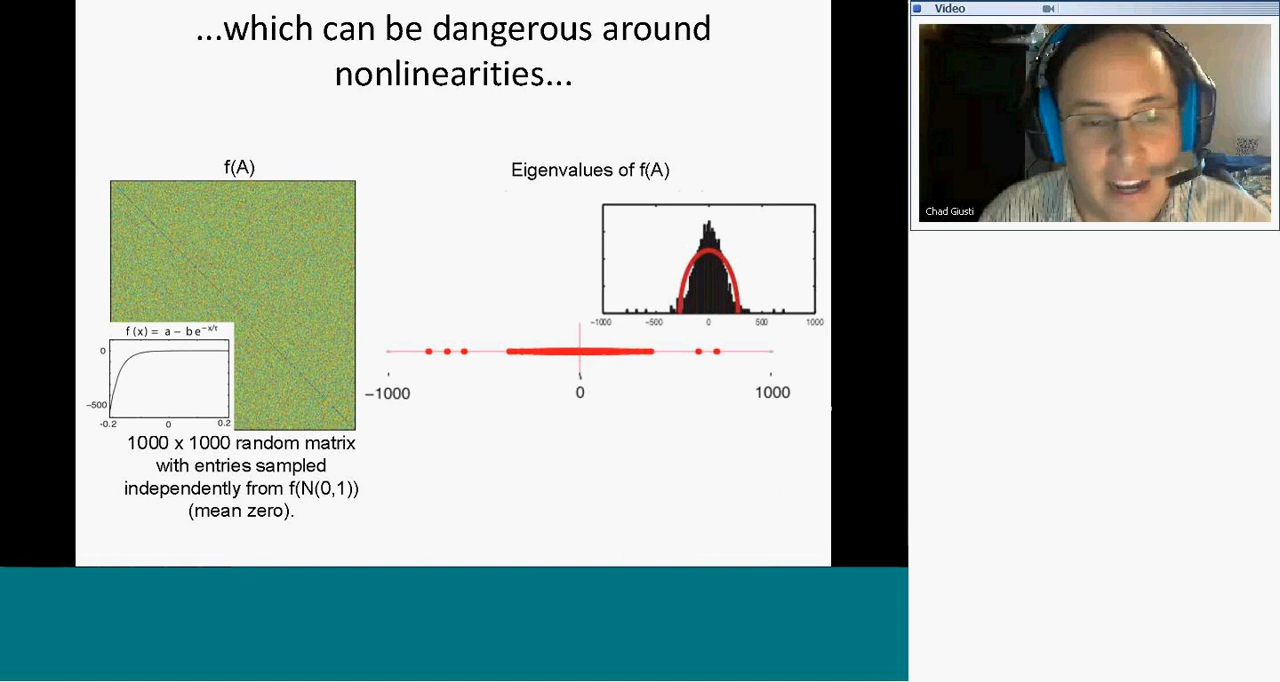 ...which can be dangerous around
nonlinearities...
f(A)
f (x) = a – b e^–x/τ
0
–500
-0.2
0
0.2
1000 x 1000 random matrix
with entries sampled
independently from f(N(0,1))
(mean zero).
Eigenvalues of f(A)
-1000
-500
0
500
1000
−1000
0
1000
Video
Chad Giusti